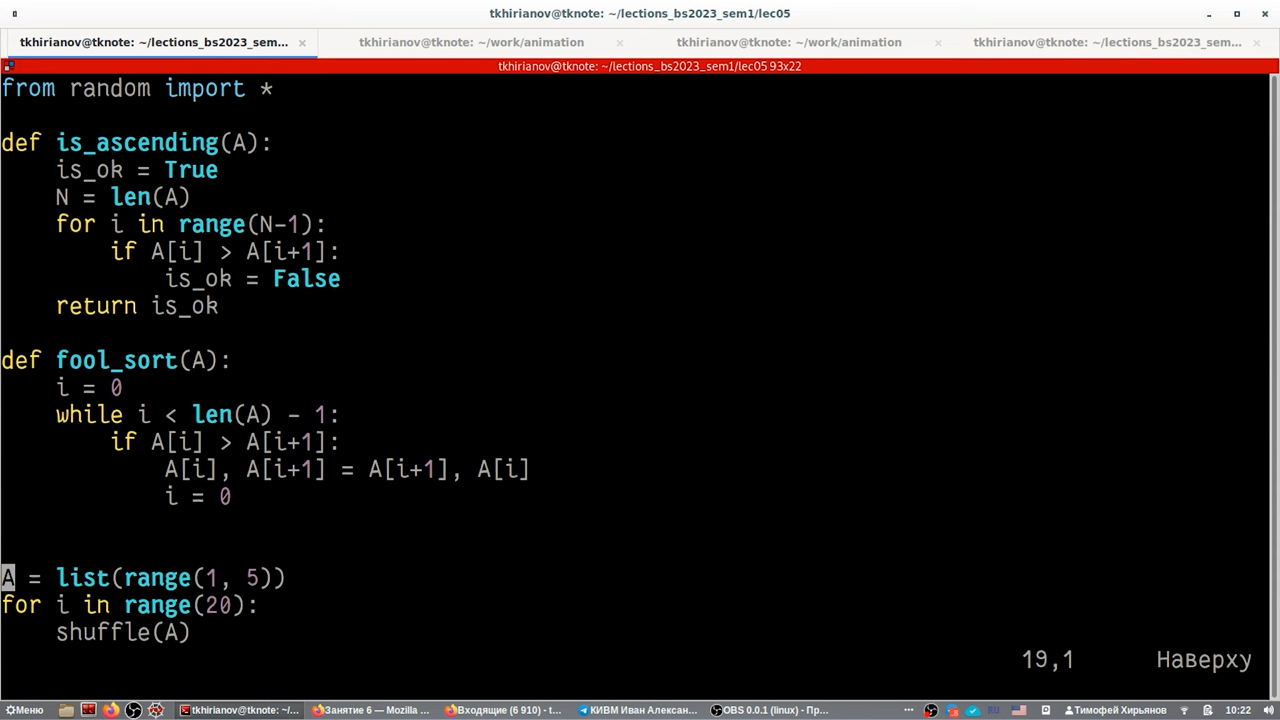 tkhirianov@tknote: ~/lections_bs2023_sem1/lec05
tkhirianov@tknote: ~/lections_bs2023_sem... tkhirianov@tknote: ~/work/animation tkhirianov@tknote: ~/work/animation tkhirianov@tknote: ~/lections_bs2023_sem...
tkhirianov@tknote: ~/lections_bs2023_sem1/lec05 93x22
from random import *
def is_ascending(A):
    is_ok = True
    N = len(A)
    for i in range(N-1):
        if A[i] > A[i+1]:
            is_ok = False
    return is_ok
def fool_sort(A):
    i = 0
    while i < len(A) - 1:
        if A[i] > A[i+1]:
            A[i], A[i+1] = A[i+1], A[i]
            i = 0
A = list(range(1, 5))
for i in range(20):
    shuffle(A)
19,1 Наверху
Меню tkhirianov@tknote: ~/... Занятие 6 — Mozilla ... Входящие (6 910) - t... КИВМ Иван Александ... OBS 0.0.1 (linux) - Пр... RU Тимофей Хирьянов 10:22